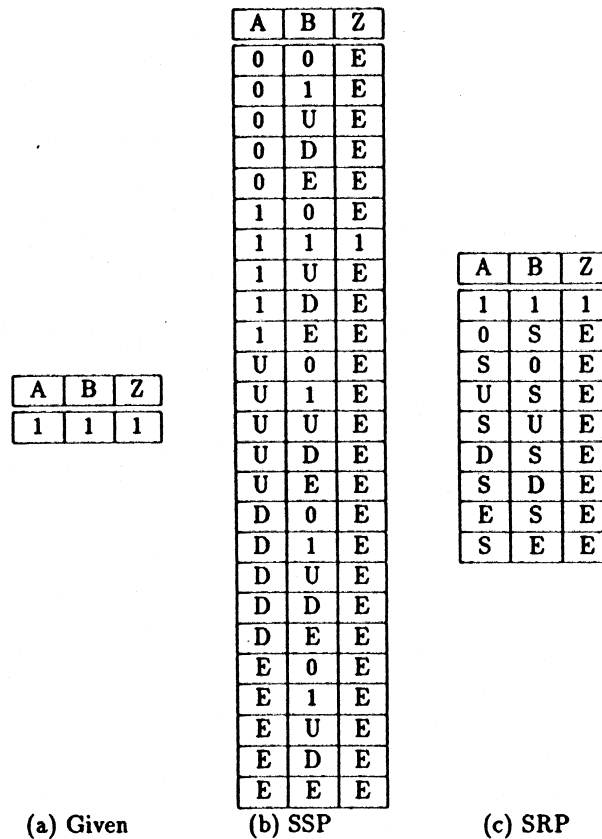 A B Z
1 1 1
(a) Given
A B Z
0 0 E
0 1 E
0 U E
0 D E
0 E E
1 0 E
1 1 1
1 U E
1 D E
1 E E
U 0 E
U 1 E
U U E
U D E
U E E
D 0 E
D 1 E
D U E
D D E
D E E
E 0 E
E 1 E
E U E
E D E
E E E
(b) SSP
A B Z
1 1 1
0 S E
S 0 E
U S E
S U E
D S E
S D E
E S E
S E E
(c) SRP